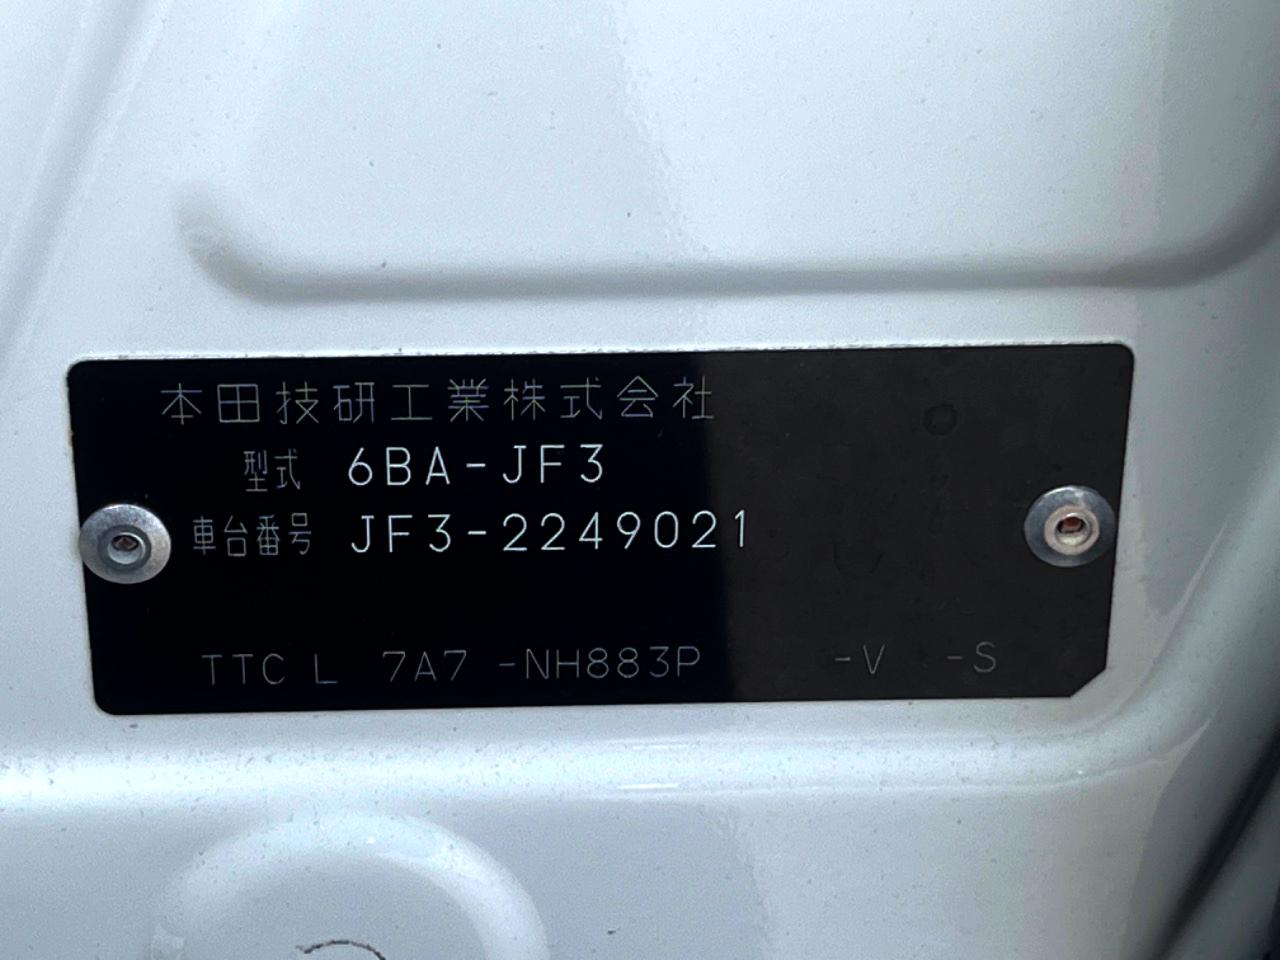 本田技研工業株式会社
型式 6BA-JF3
車台番号 JF3-2249021
TTC L 7A7 -NH883P -V -S